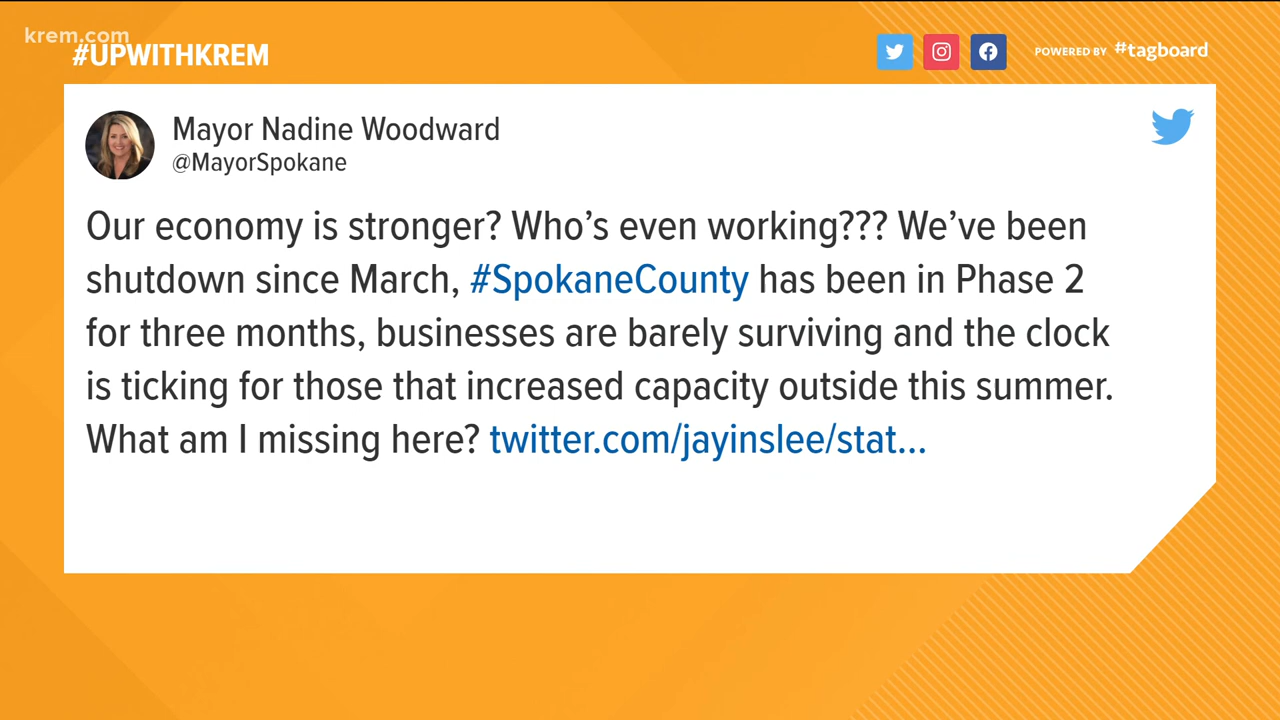 krem.com
#UPWITHKREM
POWERED BY #tagboard
Mayor Nadine Woodward
@MayorSpokane
Our economy is stronger? Who’s even working??? We’ve been
shutdown since March, #SpokaneCounty has been in Phase 2
for three months, businesses are barely surviving and the clock
is ticking for those that increased capacity outside this summer.
What am I missing here? twitter.com/jayinslee/stat...